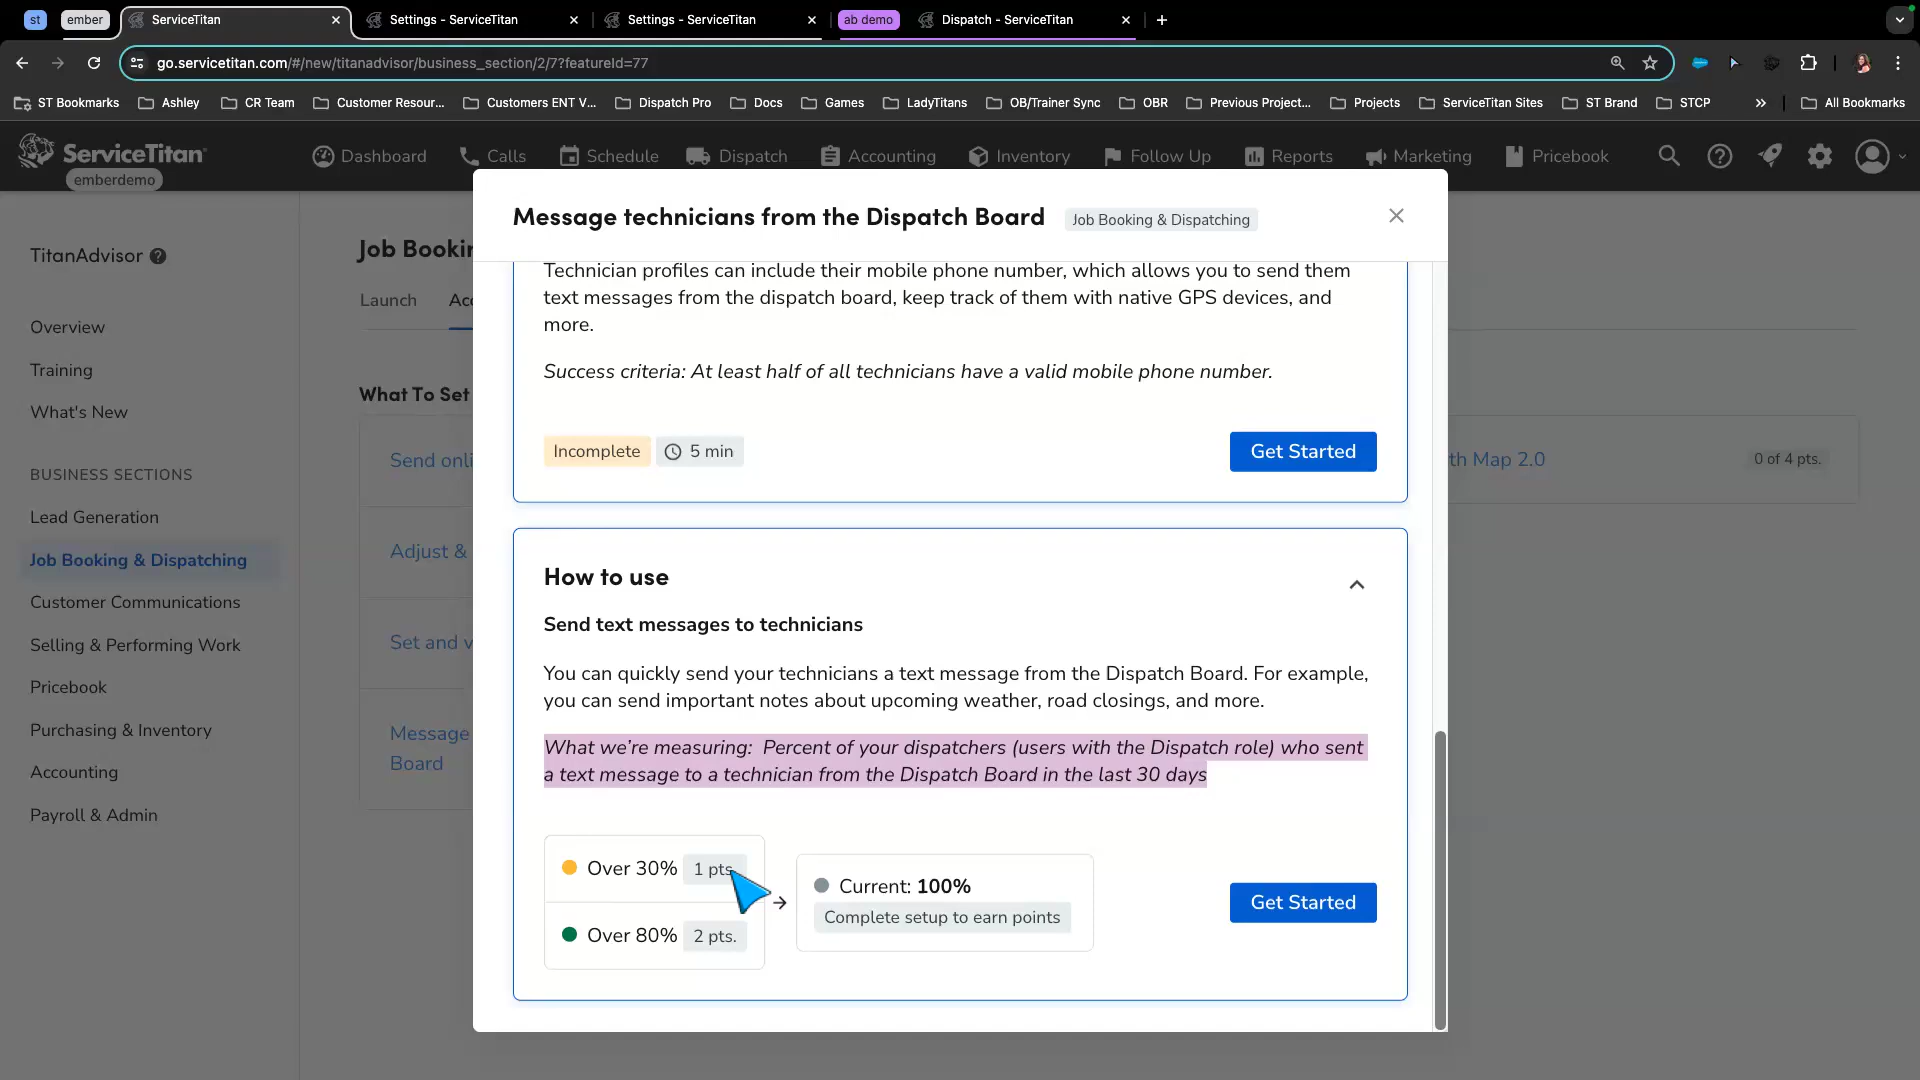 st
ember
ServiceTitan
Settings - ServiceTitan
Settings - ServiceTitan
ab demo
Dispatch - ServiceTitan
go.servicetitan.com/#/new/titanadvisor/business_section/2/7?featureId=77
ST Bookmarks
Ashley
CR Team
Customer Resour...
Customers ENT V...
Dispatch Pro
Docs
Games
LadyTitans
OB/Trainer Sync
OBR
Previous Project...
Projects
ServiceTitan Sites
ST Brand
STCP
All Bookmarks
ServiceTitan
emberdemo
Dashboard
Calls
Schedule
Dispatch
Accounting
Inventory
Follow Up
Reports
Marketing
Pricebook
TitanAdvisor
Overview
Training
What's New
BUSINESS SECTIONS
Lead Generation
Job Booking & Dispatching
Customer Communications
Selling & Performing Work
Pricebook
Purchasing & Inventory
Accounting
Payroll & Admin
Job Bookin
Launch
Acc
What To Set
Send onli
Adjust &
Set and v
Message
Board
th Map 2.0
0 of 4 pts.
Message technicians from the Dispatch Board
Job Booking & Dispatching
Technician profiles can include their mobile phone number, which allows you to send them
text messages from the dispatch board, keep track of them with native GPS devices, and
more.
Success criteria: At least half of all technicians have a valid mobile phone number.
Incomplete
5 min
Get Started
How to use
Send text messages to technicians
You can quickly send your technicians a text message from the Dispatch Board. For example,
you can send important notes about upcoming weather, road closings, and more.
What we're measuring: Percent of your dispatchers (users with the Dispatch role) who sent
a text message to a technician from the Dispatch Board in the last 30 days
Over 30% 1 pts.
Over 80% 2 pts.
Current: 100%
Complete setup to earn points
Get Started